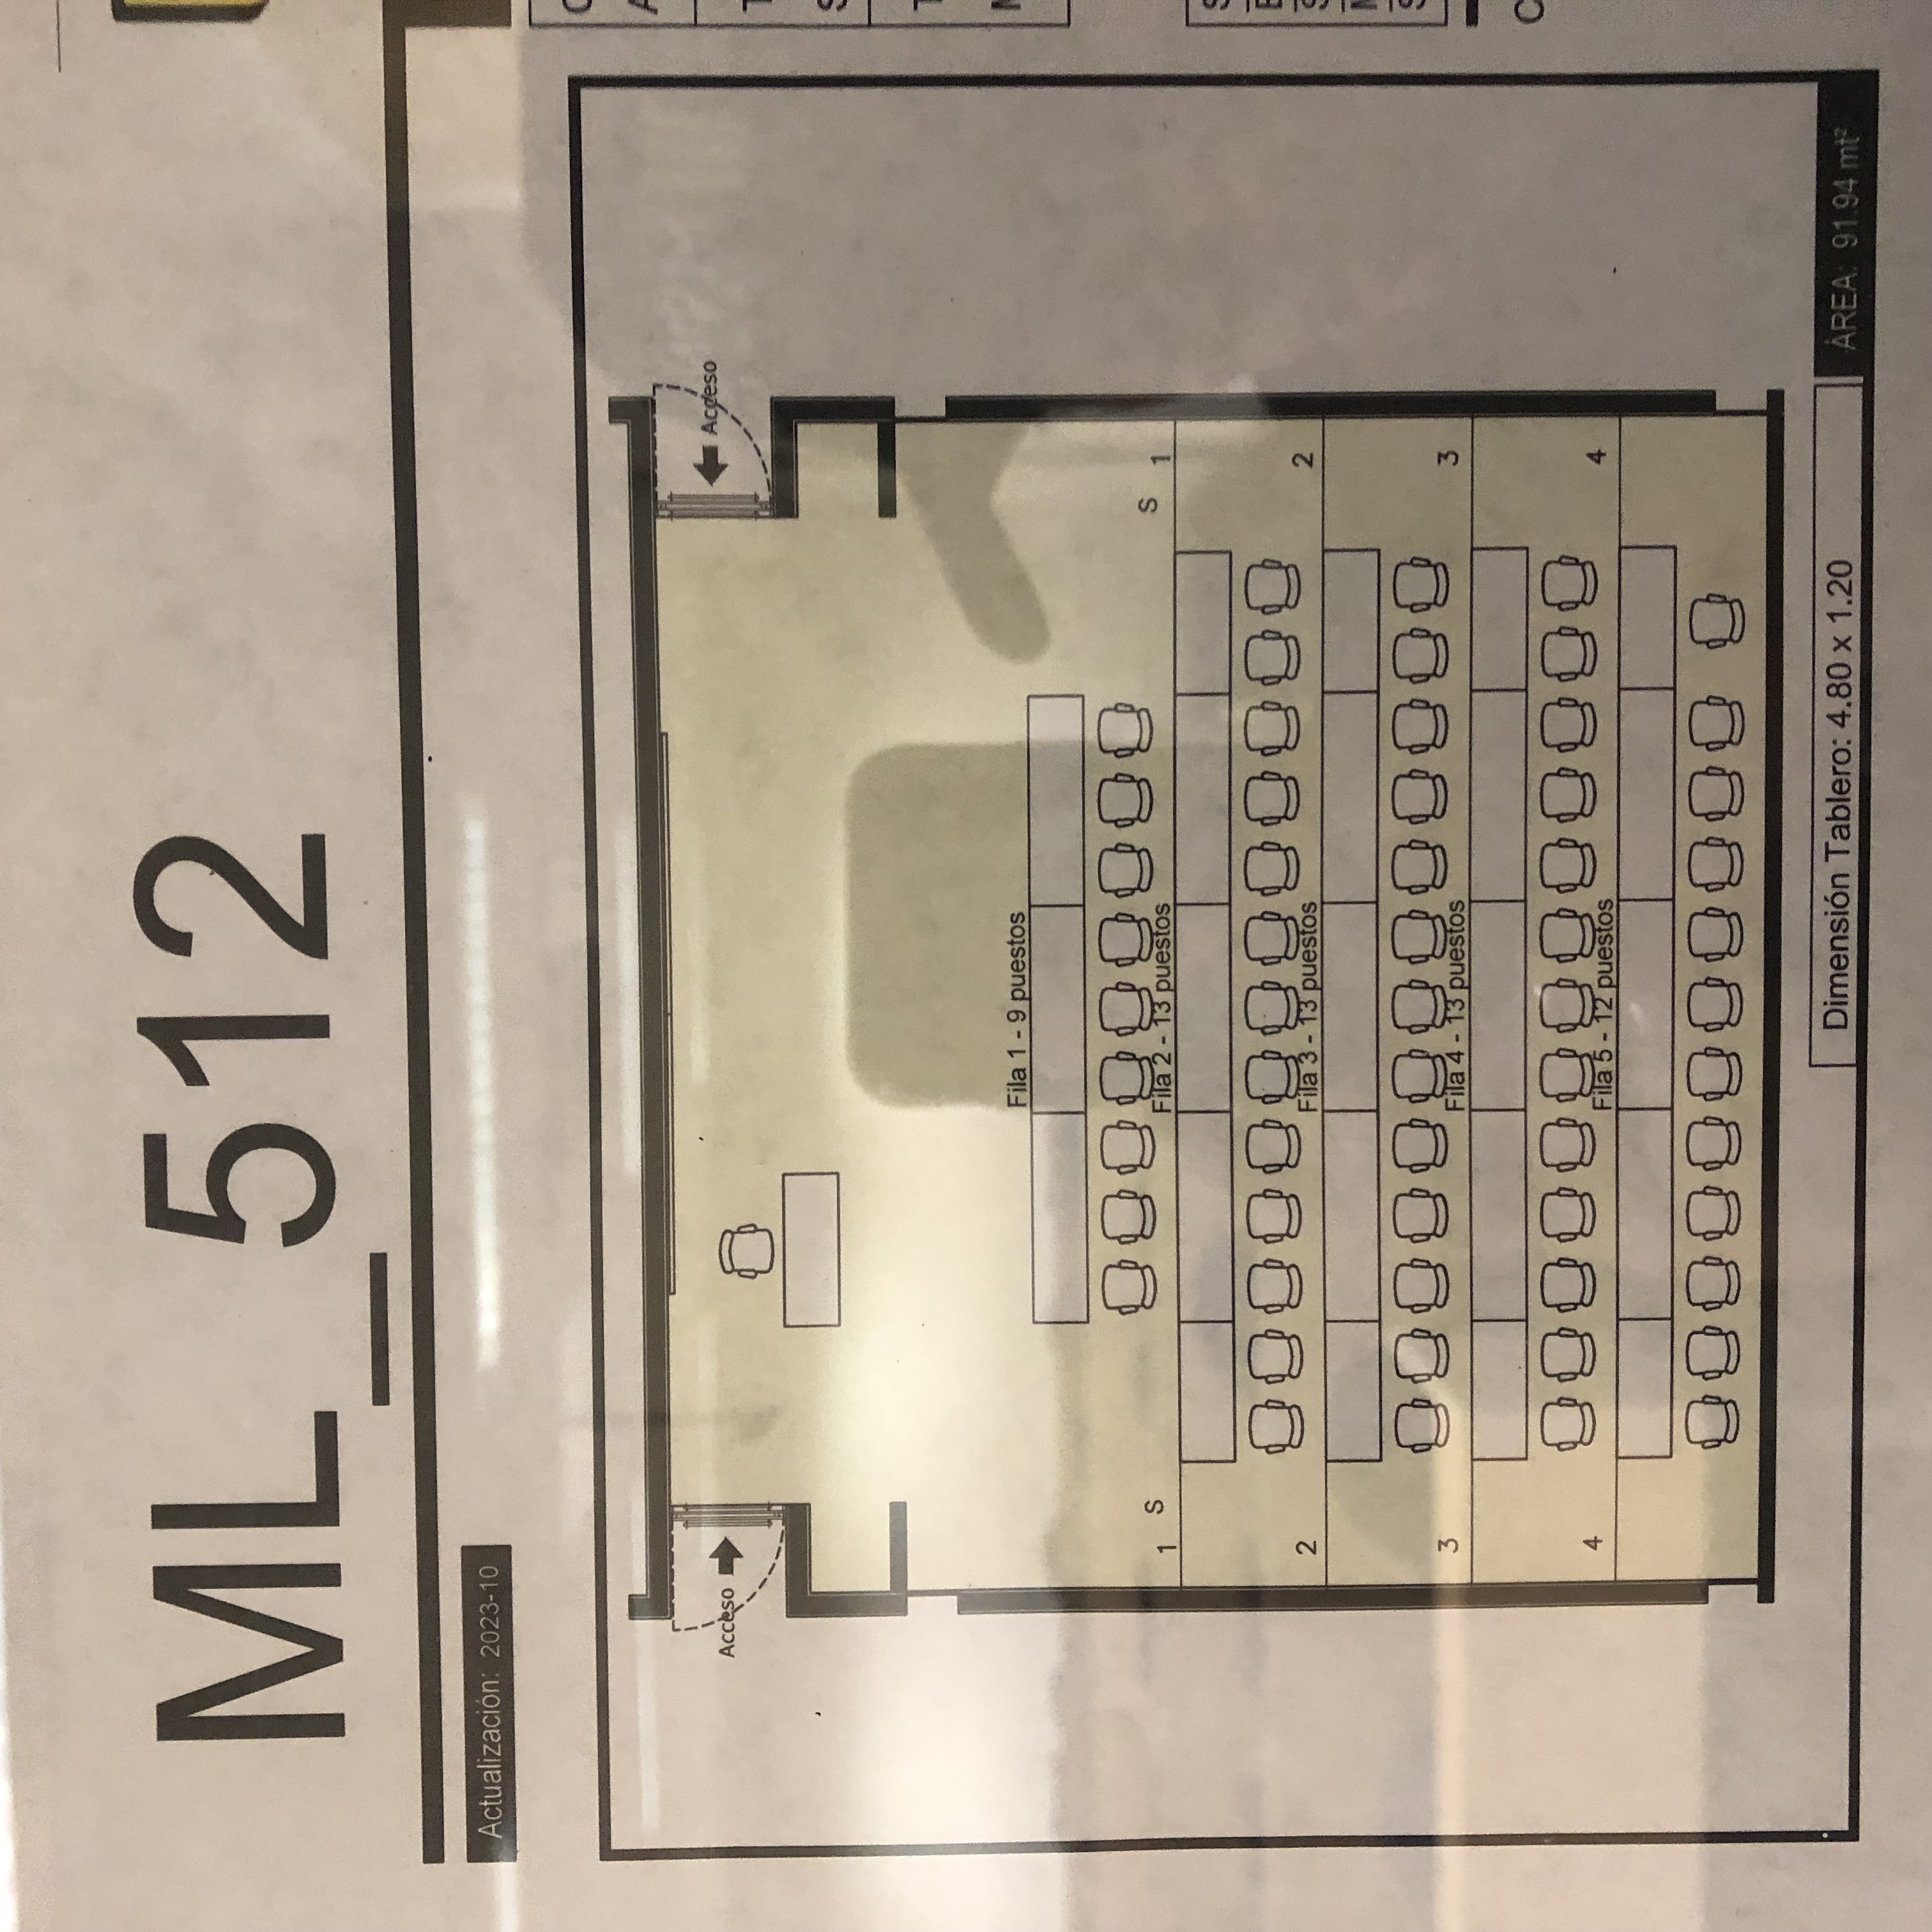 ML_512
Actualización: 2023-10
Acceso
Acceso
Fila 1 - 9 puestos
1 S
S 1
Fila 2 - 13 puestos
2
2
Fila 3 - 13 puestos
3
3
Fila 4 - 13 puestos
4
4
Fila 5 - 12 puestos
Dimensión Tablero: 4.80 x 1.20
ÁREA: 91.94 mt²